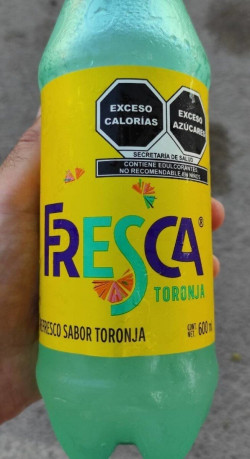 EXCESO
CALORÍAS
EXCESO
AZÚCARES
SECRETARÍA DE SALUD
CONTIENE EDULCORANTES,
NO RECOMENDABLE EN NIÑOS
FRESCA®
TORONJA
REFRESCO SABOR TORONJA
CONT
NET
600 m